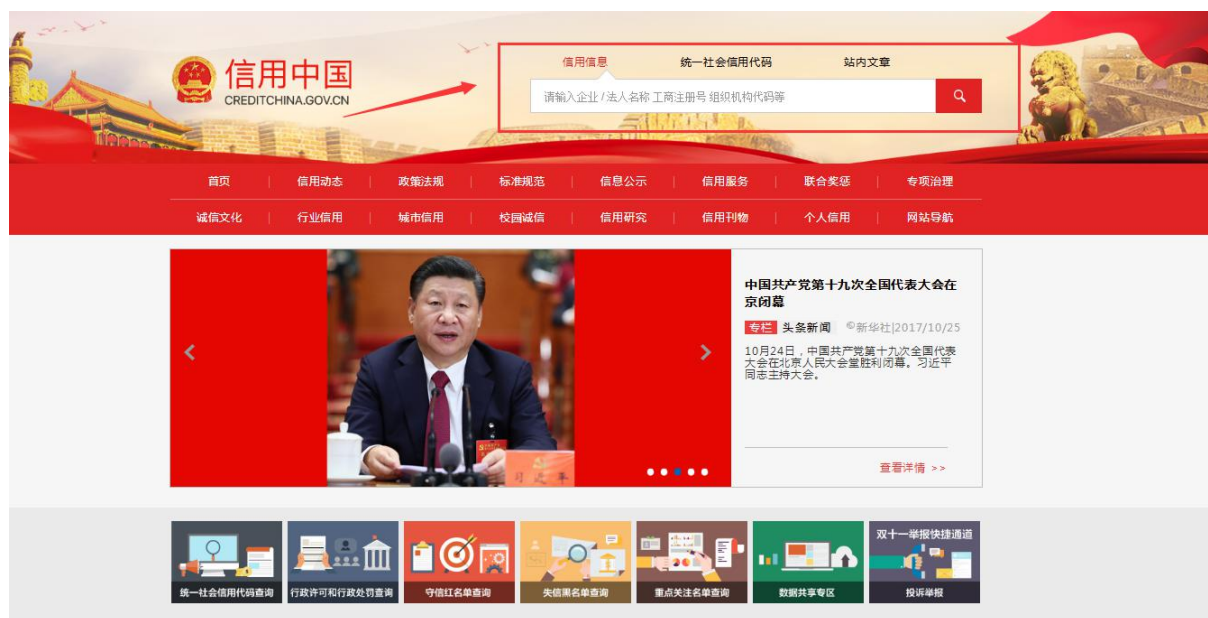 信用中国
CREDITCHINA.GOV.CN
信用信息 统一社会信用代码 站内文章
请输入企业/法人名称 工商注册号 组织机构代码等
首页 | 信用动态 | 政策法规 | 标准规范 | 信息公示 | 信用服务 | 联合奖惩 | 专项治理
诚信文化 | 行业信用 | 城市信用 | 校园诚信 | 信用研究 | 信用刊物 | 个人信用 | 网站导航
习近平
中国共产党第十九次全国代表大会在
京闭幕
专栏 头条新闻 ©新华社|2017/10/25
10月24日，中国共产党第十九次全国代表
大会在北京人民大会堂胜利闭幕。习近平
同志主持大会。
查看详情 >>
双十一举报快捷通道
统一社会信用代码查询 行政许可和行政处罚查询 守信红名单查询 失信黑名单查询 重点关注名单查询 数据共享专区 投诉举报